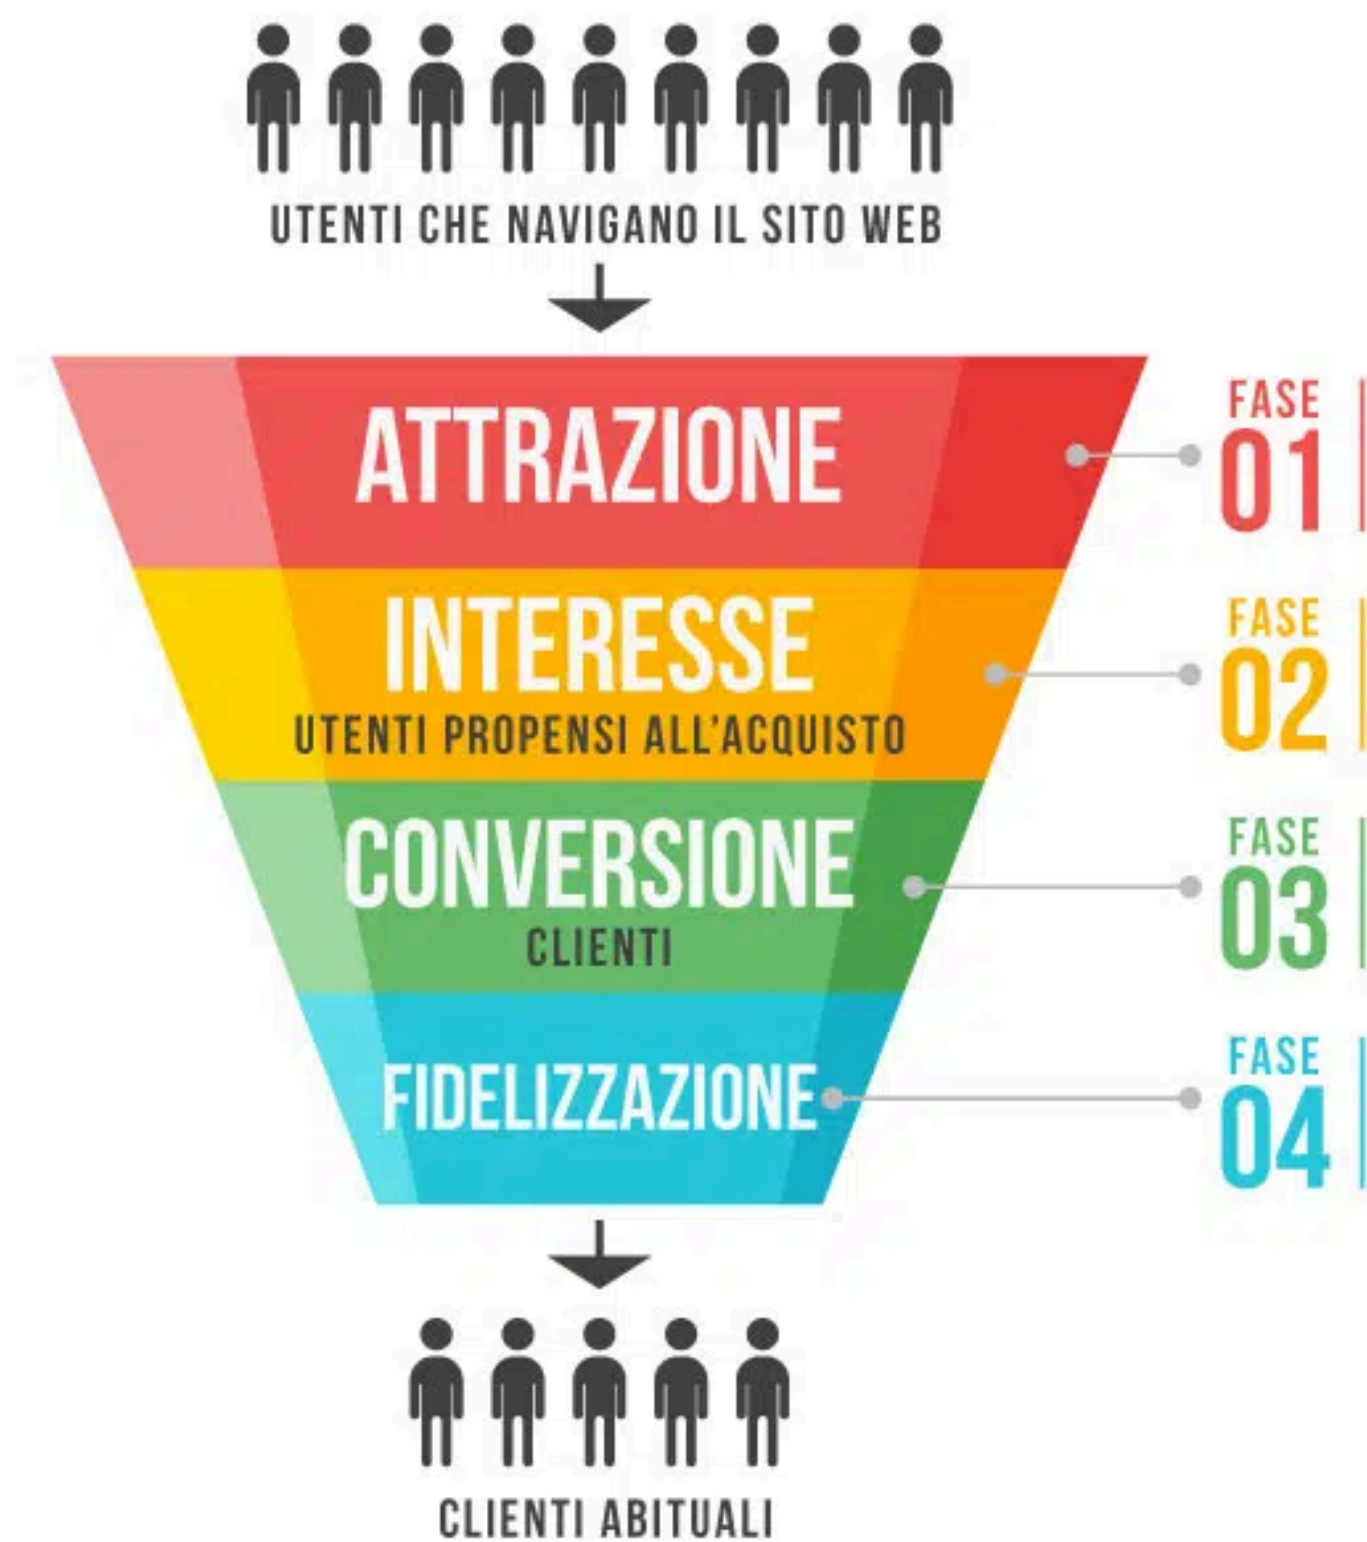 UTENTI CHE NAVIGANO IL SITO WEB
ATTRAZIONE
FASE
01
INTERESSE
UTENTI PROPENSI ALL'ACQUISTO
FASE
02
CONVERSIONE
CLIENTI
FASE
03
FIDELIZZAZIONE
FASE
04
CLIENTI ABITUALI